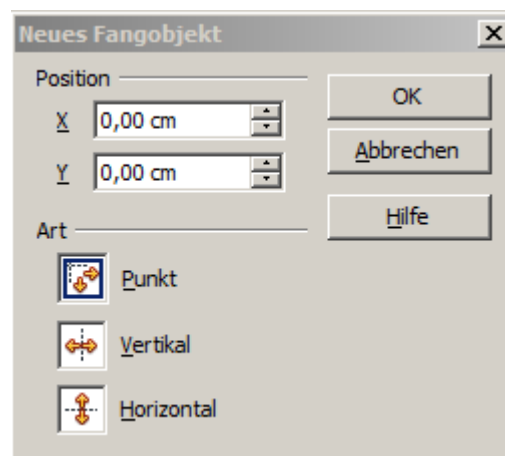 Neues Fangobjekt
Position
X 0,00 cm
Y 0,00 cm
OK
Abbrechen
Hilfe
Art
Punkt
Vertikal
Horizontal